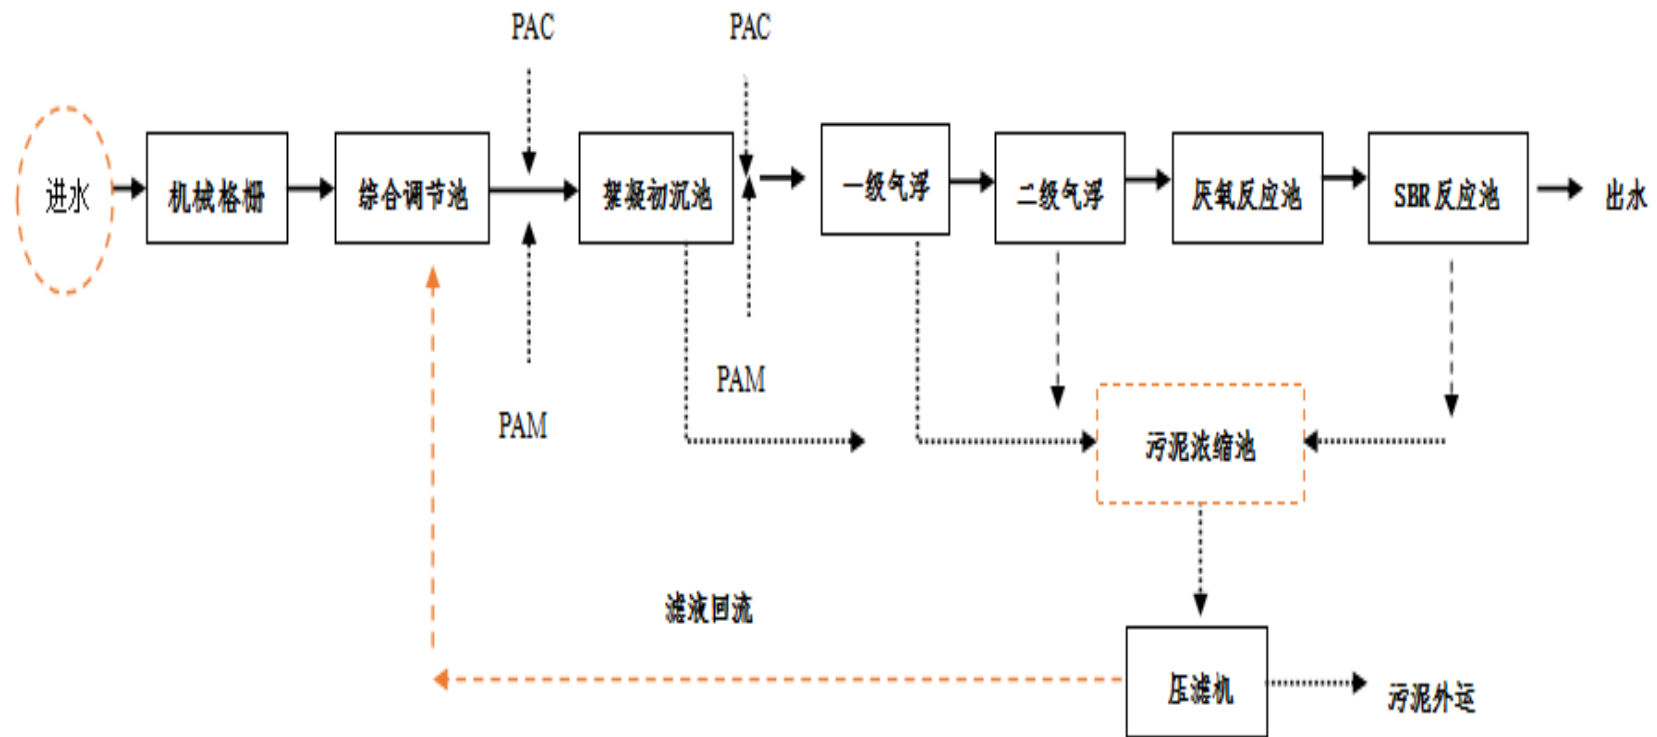 PAC
PAC
进水
机械格栅
综合调节池
絮凝初沉池
一级气浮
二级气浮
厌氧反应池
SBR反应池
出水
PAM
PAM
污泥浓缩池
滤液回流
压滤机
污泥外运